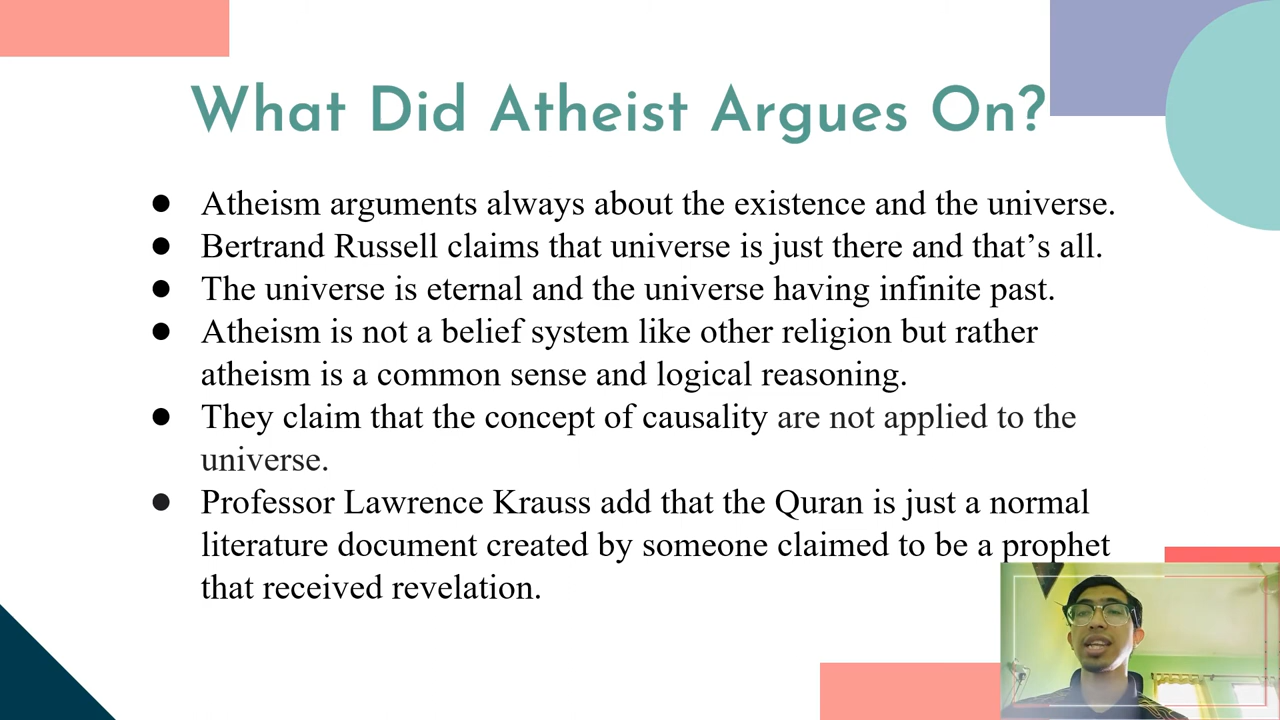 What Did Atheist Argues On?
● Atheism arguments always about the existence and the universe.
● Bertrand Russell claims that universe is just there and that’s all.
● The universe is eternal and the universe having infinite past.
● Atheism is not a belief system like other religion but rather
atheism is a common sense and logical reasoning.
● They claim that the concept of causality are not applied to the
universe.
● Professor Lawrence Krauss add that the Quran is just a normal
literature document created by someone claimed to be a prophet
that received revelation.